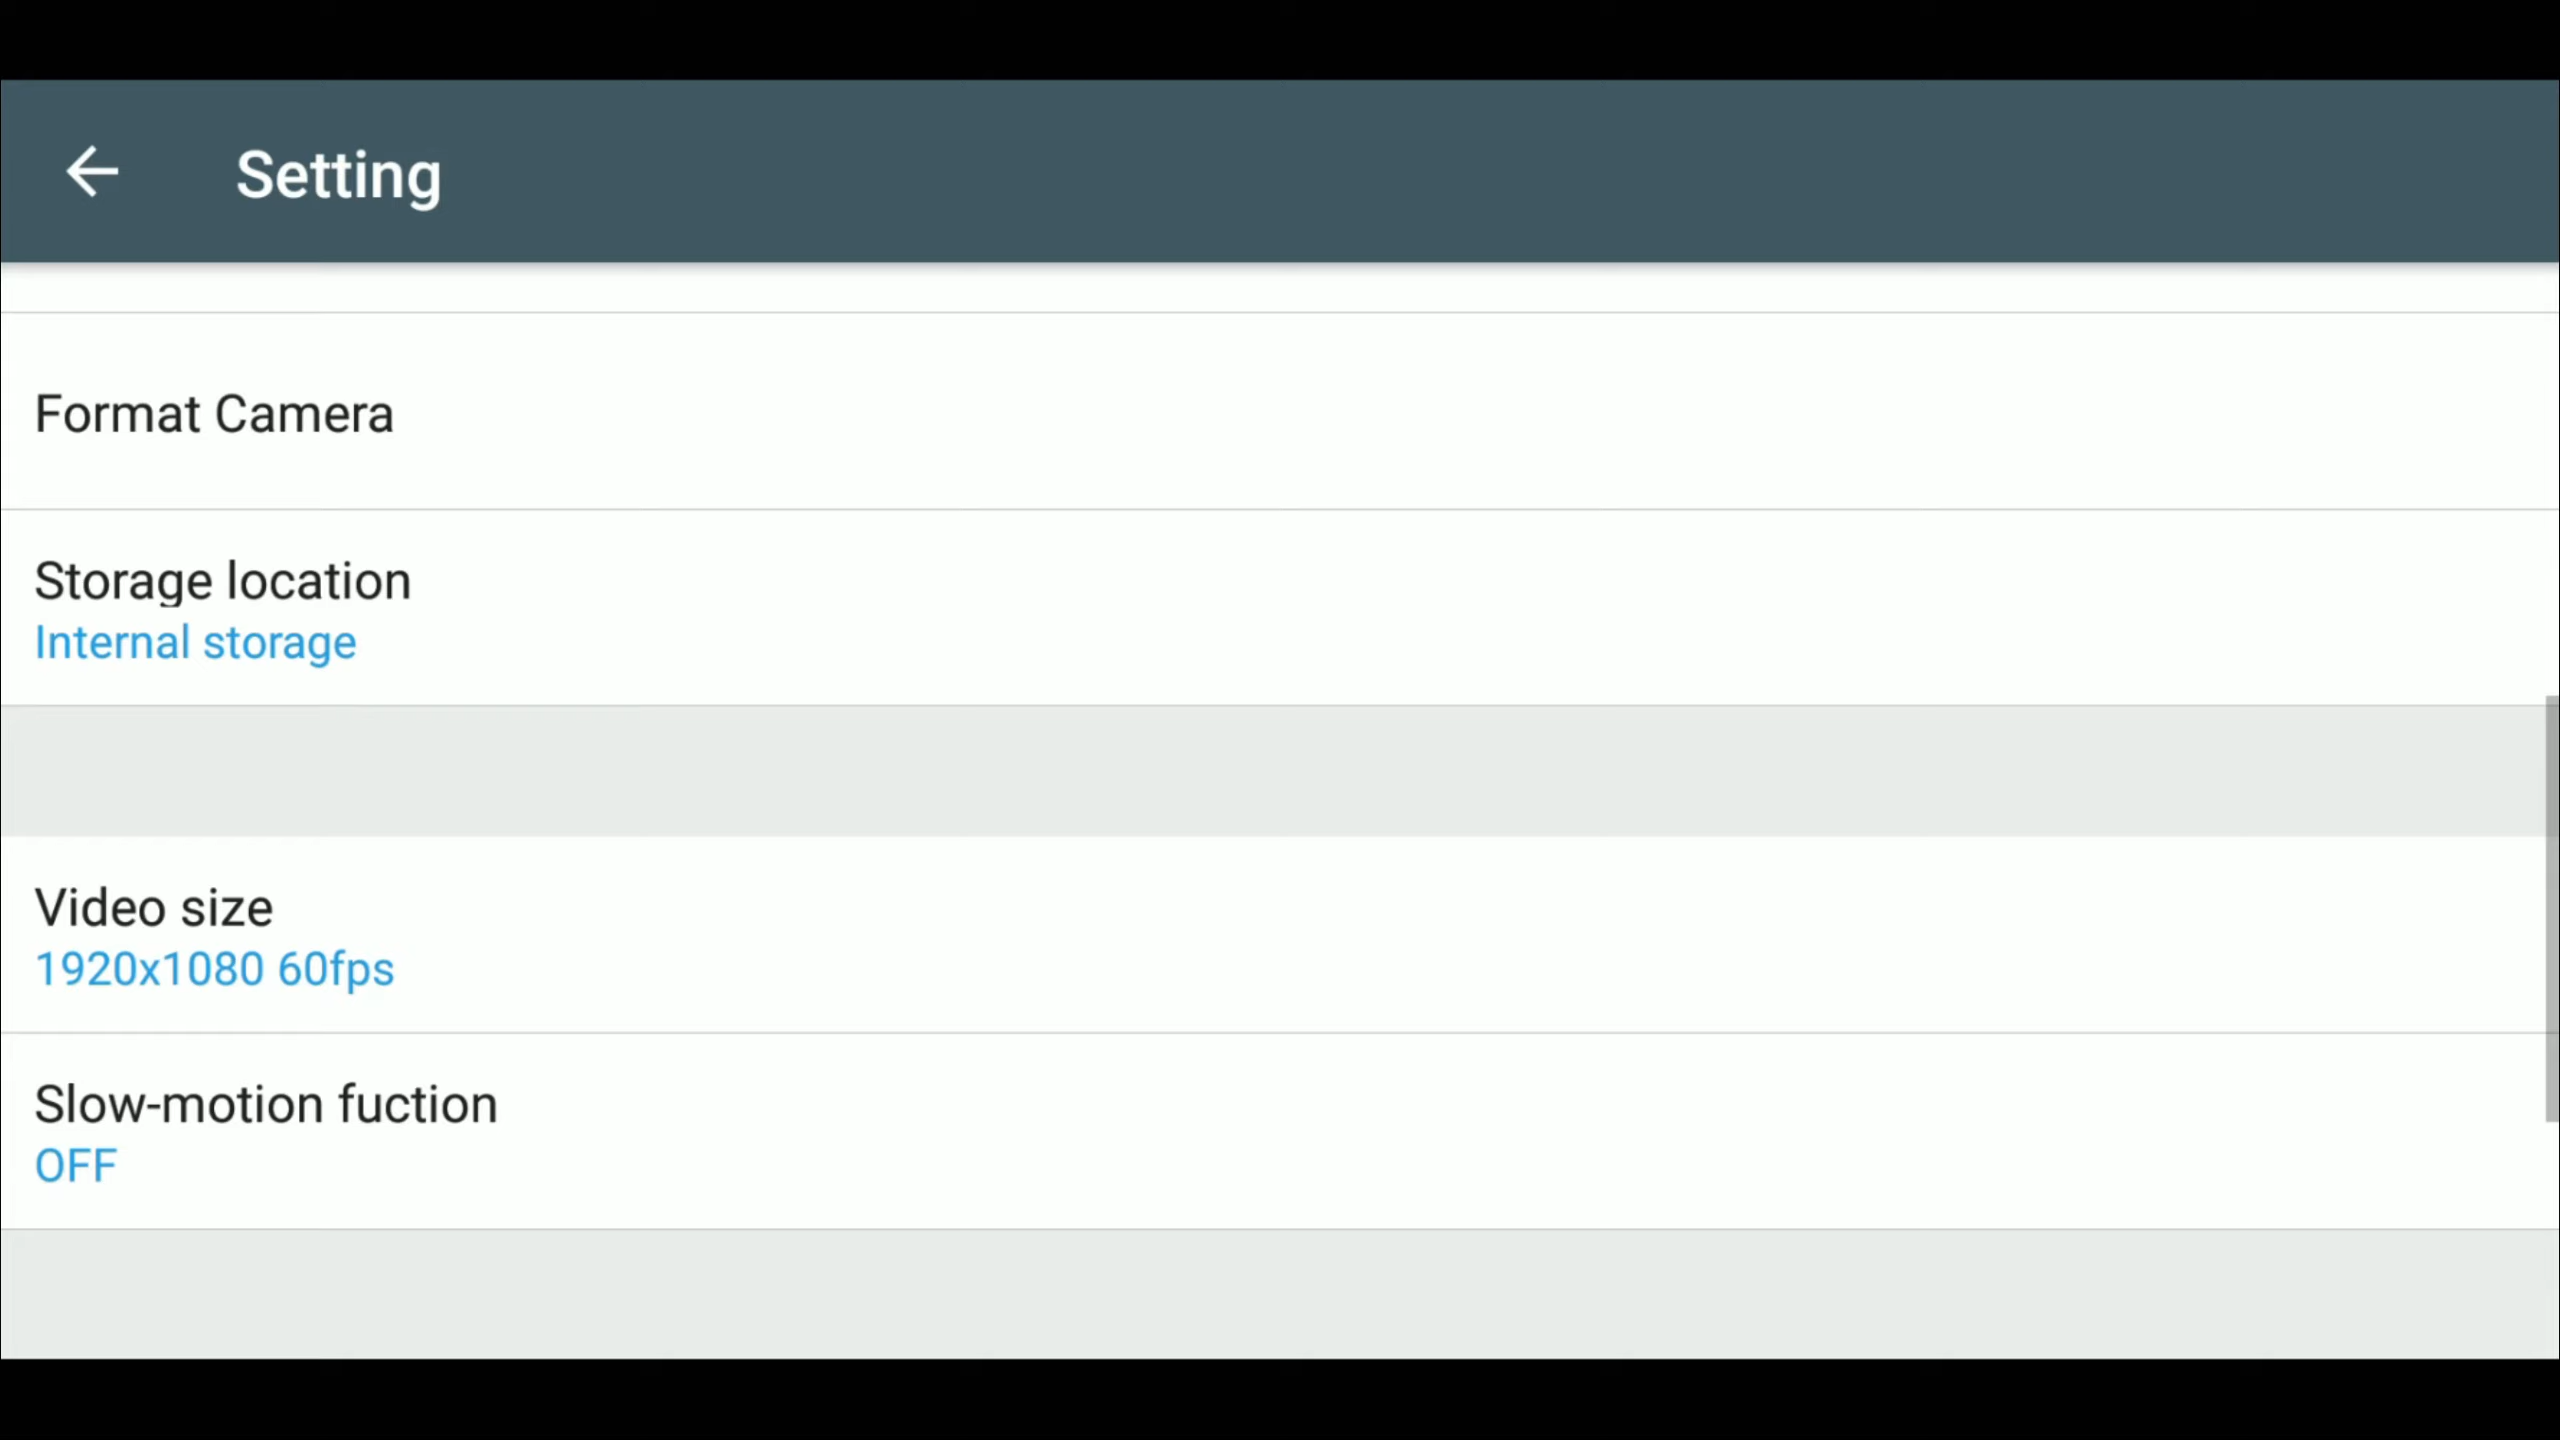 Setting
Format Camera
Storage location
Internal storage
Video size
1920x1080 60fps
Slow-motion fuction
OFF